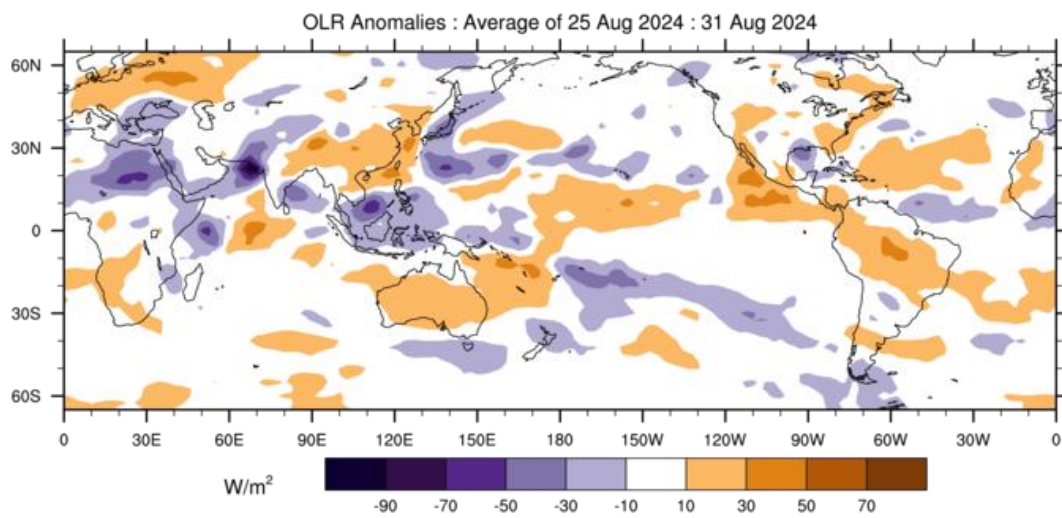 OLR Anomalies : Average of 25 Aug 2024 : 31 Aug 2024
60N
30N
0
30S
60S
0 30E 60E 90E 120E 150E 180 150W 120W 90W 60W 30W 0
W/m²
-90 -70 -50 -30 -10 10 30 50 70